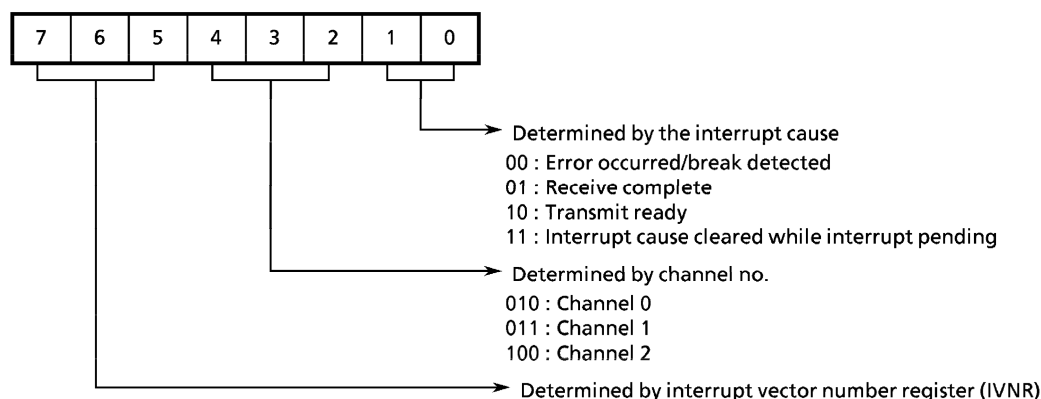 7 6 5 4 3 2 1 0
Determined by the interrupt cause
00 : Error occurred/break detected
01 : Receive complete
10 : Transmit ready
11 : Interrupt cause cleared while interrupt pending
Determined by channel no.
010 : Channel 0
011 : Channel 1
100 : Channel 2
Determined by interrupt vector number register (IVNR)